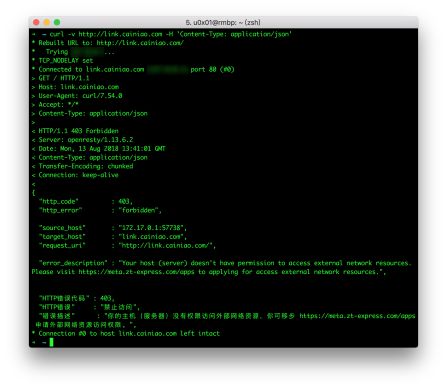 5. u0x01@rmbp: ~ (zsh)
→ ~ curl -v http://link.cainiao.com -H 'Content-Type: application/json'
* Rebuilt URL to: http://link.cainiao.com/
* Trying ...
* TCP_NODELAY set
* Connected to link.cainiao.com port 80 (#0)
> GET / HTTP/1.1
> Host: link.cainiao.com
> User-Agent: curl/7.54.0
> Accept: */*
> Content-Type: application/json
>
< HTTP/1.1 403 Forbidden
< Server: openresty/1.13.6.2
< Date: Mon, 13 Aug 2018 13:41:01 GMT
< Content-Type: application/json
< Transfer-Encoding: chunked
< Connection: keep-alive
<
{
"http_code" : 403,
"http_error" : "forbidden",
"source_host" : "172.17.0.1:57738",
"target_host" : "link.cainiao.com",
"request_uri" : "http://link.cainiao.com/",
"error_description" : "Your host (server) doesn't have permission to access external network resources.
Please visit https://meta.zt-express.com/apps to applying for access external network resources.",
"HTTP错误代码" : 403,
"HTTP错误" : "禁止访问",
"错误描述" : "你的主机（服务器）没有权限访问外部网络资源，你可移步 https://meta.zt-express.com/apps
申请外部网络资源访问权限。",
* Connection #0 to host link.cainiao.com left intact
→ ~